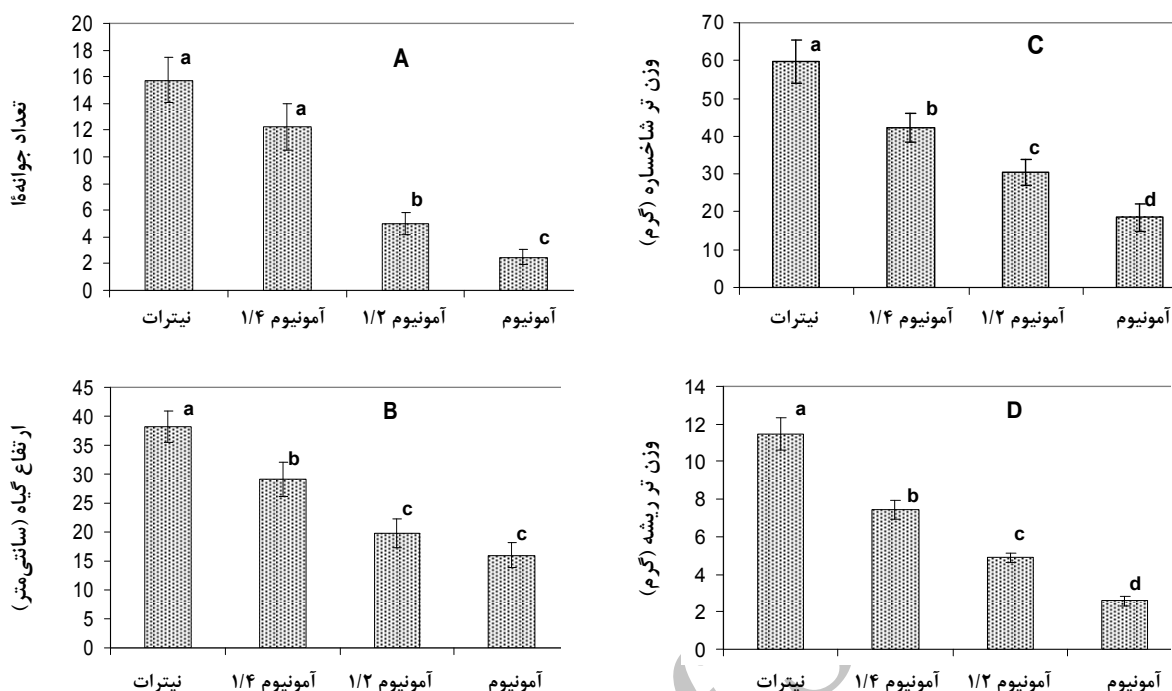 تعداد جوانه‌ها
20
18
16
14
12
10
8
6
4
2
0
A
a
a
b
c
نیترات
آمونیوم ۱/۴
آمونیوم ۱/۲
آمونیوم
وزن تر شاخساره (گرم)
70
60
50
40
30
20
10
0
C
a
b
c
d
نیترات
آمونیوم ۱/۴
آمونیوم ۱/۲
آمونیوم
ارتفاع گیاه (سانتی‌متر)
45
40
35
30
25
20
15
10
5
0
B
a
b
c
c
نیترات
آمونیوم ۱/۴
آمونیوم ۱/۲
آمونیوم
وزن تر ریشه (گرم)
14
12
10
8
6
4
2
0
D
a
b
c
d
نیترات
آمونیوم ۱/۴
آمونیوم ۱/۲
آمونیوم